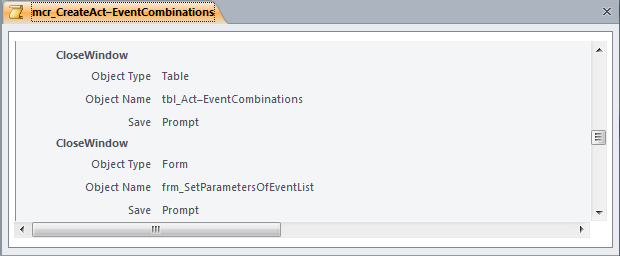 mcr_CreateAct–EventCombinations
CloseWindow
Object Type Table
Object Name tbl_Act–EventCombinations
Save Prompt
CloseWindow
Object Type Form
Object Name frm_SetParametersOfEventList
Save Prompt